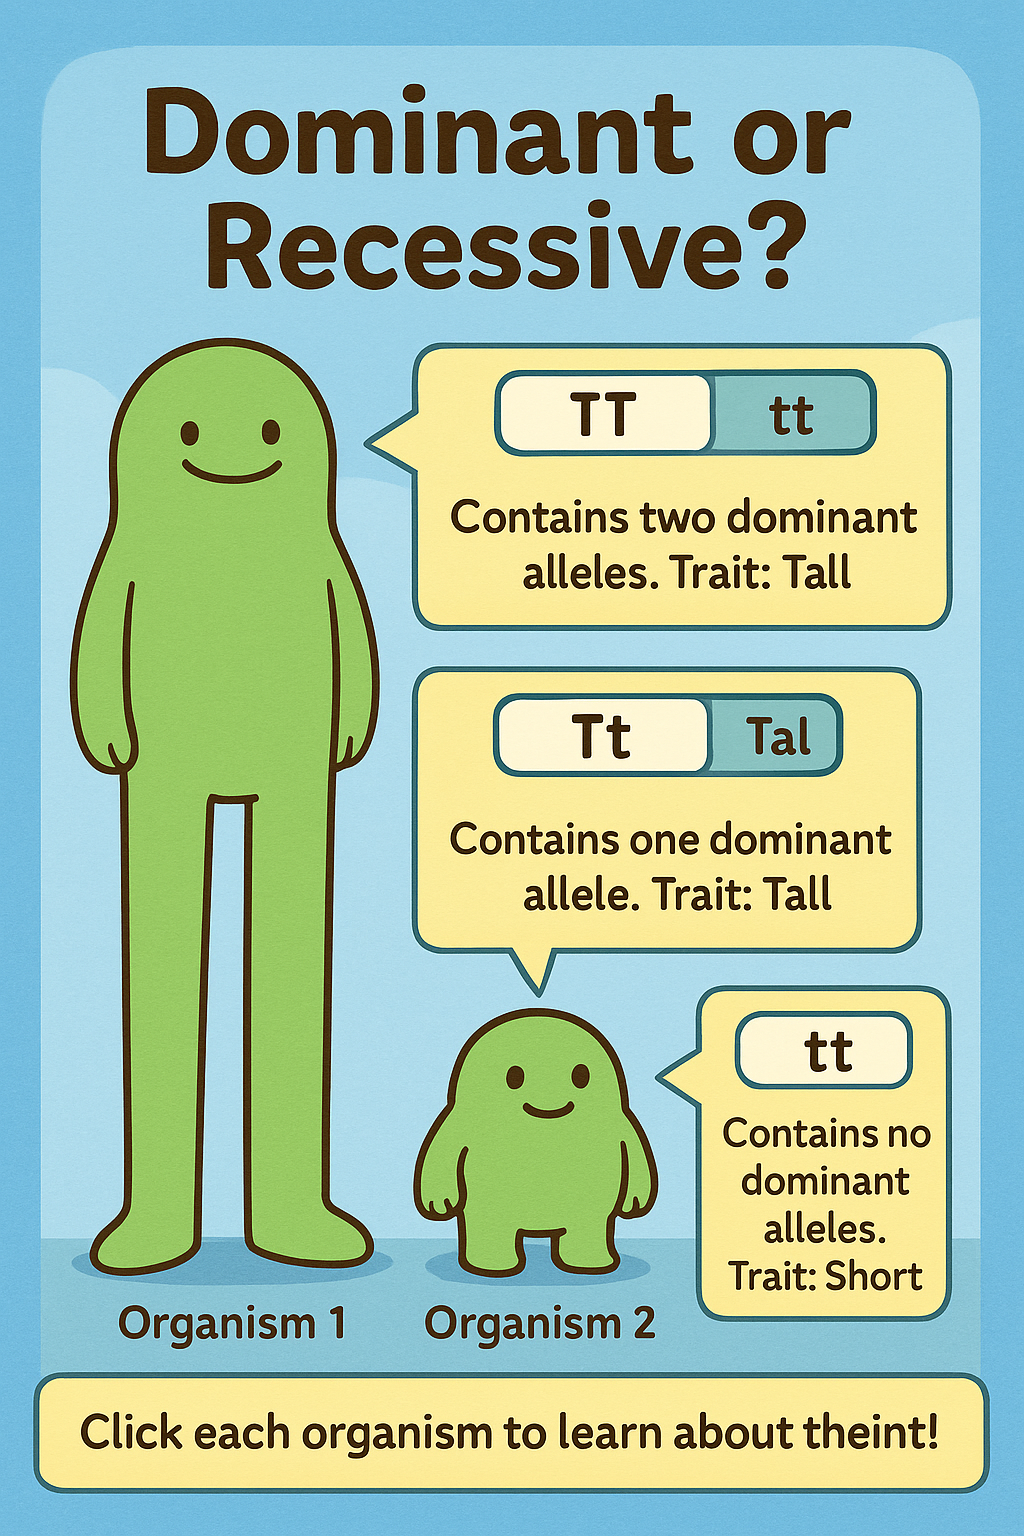 Dominant or
Recessive?
TT tt
Contains two dominant
alleles. Trait: Tall
Tt Tal
Contains one dominant
allele. Trait: Tall
tt
Contains no
dominant
alleles.
Trait: Short
Organism 1 Organism 2
Click each organism to learn about theint!